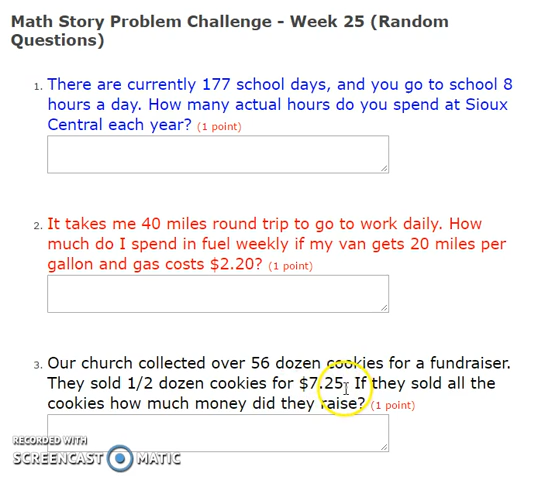 Math Story Problem Challenge - Week 25 (Random
Questions)
1. There are currently 177 school days, and you go to school 8
hours a day. How many actual hours do you spend at Sioux
Central each year? (1 point)
2. It takes me 40 miles round trip to go to work daily. How
much do I spend in fuel weekly if my van gets 20 miles per
gallon and gas costs $2.20? (1 point)
3. Our church collected over 56 dozen cookies for a fundraiser.
They sold 1/2 dozen cookies for $7.25. If they sold all the
cookies how much money did they raise? (1 point)
RECORDED WITH
SCREENCAST O MATIC